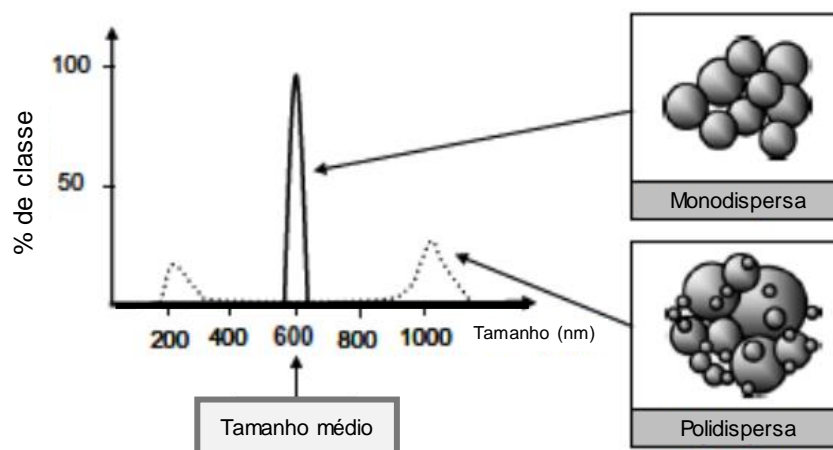 % de classe
100
50
Monodispersa
200 400 600 800 1000 Tamanho (nm)
Tamanho médio
Polidispersa